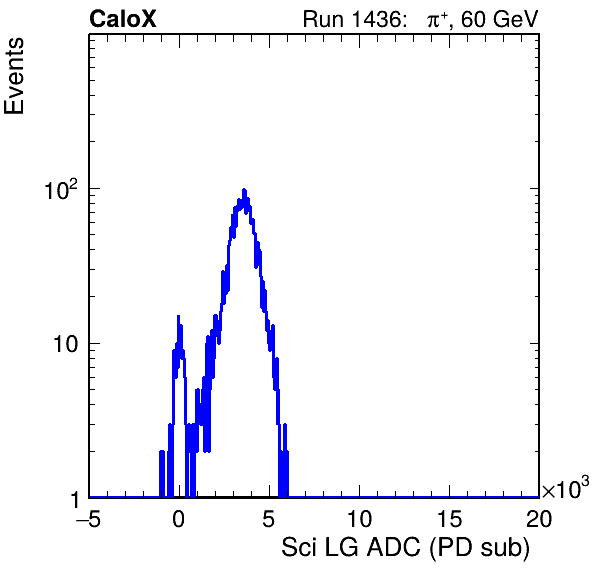 CaloX Run 1436: π⁺, 60 GeV
Events
10²
10
1
−5 0 5 10 15 20
×10³
Sci LG ADC (PD sub)